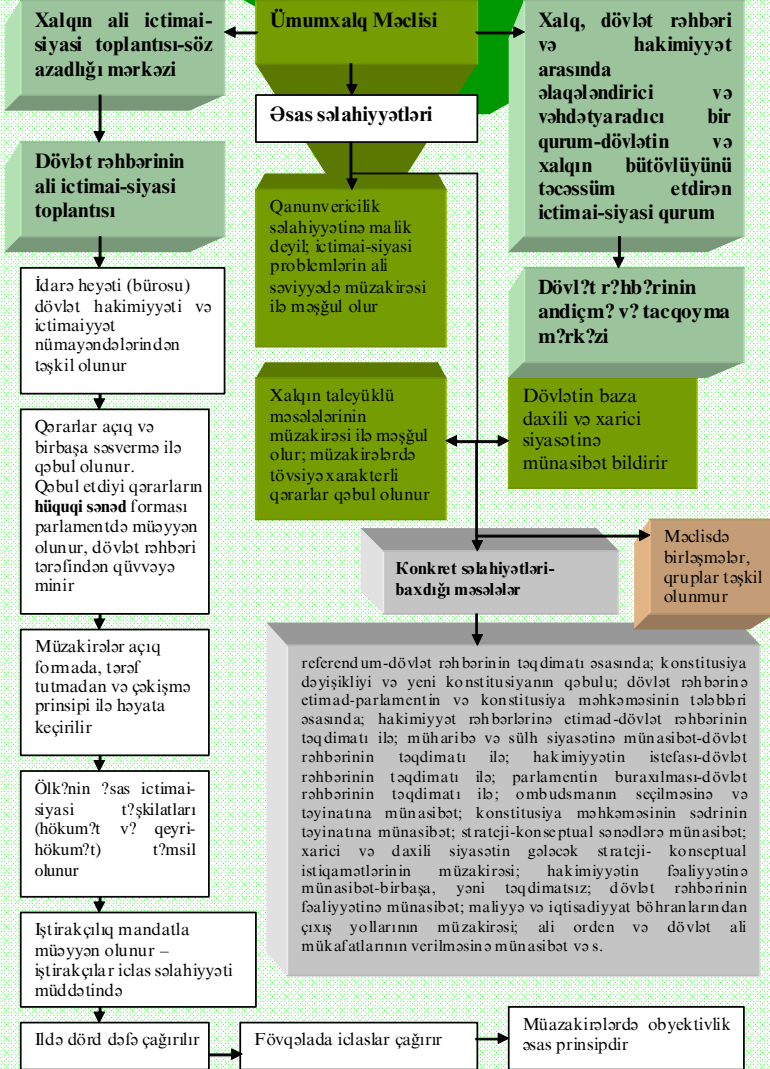 Xalqın ali ictimai-
siyasi toplantısı-söz
azadlığı mərkəzi
Ümumxalq Məclisi
Xalq, dövlət rəhbəri
və hakimiyyət
arasında
əlaqələndirici və
vəhdətyaradıcı bir
qurum-dövlətin və
xalqın bütövlüyünü
təcəssüm etdirən
ictimai-siyasi qurum
Əsas səlahiyyətləri
Dövlət rəhbərinin
ali ictimai-siyasi
toplantısı
Qanunvericilik
səlahiyyətinə malik
deyil; ictimai-siyasi
problemlərin ali
səviyyədə müzakirəsi
ilə məşğul olur
İdarə heyəti (bürosu)
dövlət hakimiyyəti və
ictimaiyyət
nümayəndələrindən
təşkil olunur
Dövl?t r?hb?rinin
andiçm? v? tacqoyma
m?rk?zi
Xalqın taleyüklü
məsələlərinin
müzakirəsi ilə məşğul
olur; müzakirələrdə
tövsiyə xarakterli
qərarlar qəbul olunur
Dövlətin baza
daxili və xarici
siyasətinə
münasibət bildirir
Qərarlar açıq və
birbaşa səsvermə ilə
qəbul olunur.
Qəbul etdiyi qərarların
hüquqi sənəd forması
parlamentdə müəyyən
olunur, dövlət rəhbəri
tərəfindən qüvvəyə
minir
Məclisdə
birləşmələr,
qruplar təşkil
olunmur
Konkret səlahiyətləri-
baxdığı məsələlər
Müzakirələr açıq
formada, tərəf
tutmadan və çəkişmə
prinsipi ilə həyata
keçirilir
referendum-dövlət rəhbərinin təqdimatı əsasında; konstitusiya
dəyişikliyi və yeni konstitusiyanın qəbulu; dövlət rəhbərinə
etimad-parlamentin və konstitusiya məhkəməsinin tələbləri
əsasında; hakimiyyət rəhbərlərinə etimad-dövlət rəhbərinin
təqdimatı ilə; müharibə və sülh siyasətinə münasibət-dövlət
rəhbərinin təqdimatı ilə; hakimiyyətin istefası-dövlət
rəhbərinin təqdimatı ilə; parlamentin buraxılması-dövlət
rəhbərinin təqdimatı ilə; ombudsmanın seçilməsinə və
təyinatına münasibət; konstitusiya məhkəməsinin sədrinin
təyinatına münasibət; strateji-konseptual sənədlərə münasibət;
xarici və daxili siyasətin gələcək strateji- konseptual
istiqamətlərinin müzakirəsi; hakimiyyətin fəaliyyətinə
münasibət-birbaşa, yəni təqdimatsız; dövlət rəhbərinin
fəaliyyətinə münasibət; maliyyə və iqtisadiyyat böhranlarından
çıxış yollarının müzakirəsi; ali orden və dövlət ali
mükafatlarının verilməsinə münasibət və s.
Ölk?nin ?sas ictimai-
siyasi t?şkilatları
(hökum?t v? qeyri-
hökum?t) t?msil
olunur
Iştirakçılıq mandatla
müəyyən olunur –
iştirakçılar iclas səlahiyyəti
müddətində
Ildə dörd dəfə çağırılır
Fövqəlada iclaslar çağırır
Müazakirələrdə obyektivlik
əsas prinsipdir